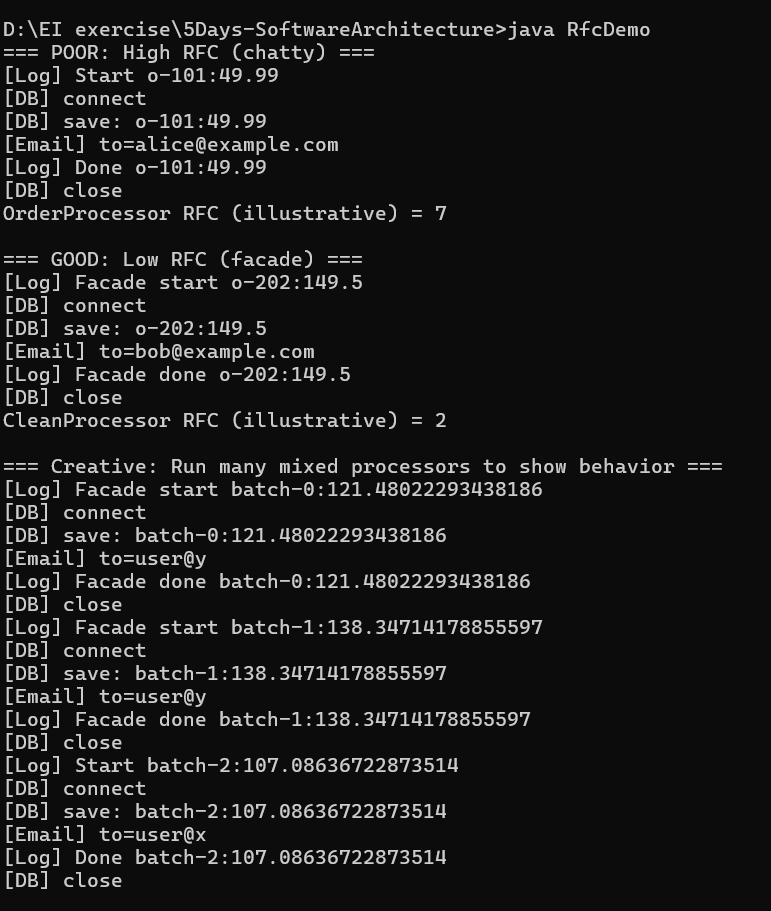 D:\EI exercise\5Days-SoftwareArchitecture>java RfcDemo
=== POOR: High RFC (chatty) ===
[Log] Start o-101:49.99
[DB] connect
[DB] save: o-101:49.99
[Email] to=alice@example.com
[Log] Done o-101:49.99
[DB] close
OrderProcessor RFC (illustrative) = 7
=== GOOD: Low RFC (facade) ===
[Log] Facade start o-202:149.5
[DB] connect
[DB] save: o-202:149.5
[Email] to=bob@example.com
[Log] Facade done o-202:149.5
[DB] close
CleanProcessor RFC (illustrative) = 2
=== Creative: Run many mixed processors to show behavior ===
[Log] Facade start batch-0:121.48022293438186
[DB] connect
[DB] save: batch-0:121.48022293438186
[Email] to=user@y
[Log] Facade done batch-0:121.48022293438186
[DB] close
[Log] Facade start batch-1:138.34714178855597
[DB] connect
[DB] save: batch-1:138.34714178855597
[Email] to=user@y
[Log] Facade done batch-1:138.34714178855597
[DB] close
[Log] Start batch-2:107.08636722873514
[DB] connect
[DB] save: batch-2:107.08636722873514
[Email] to=user@x
[Log] Done batch-2:107.08636722873514
[DB] close